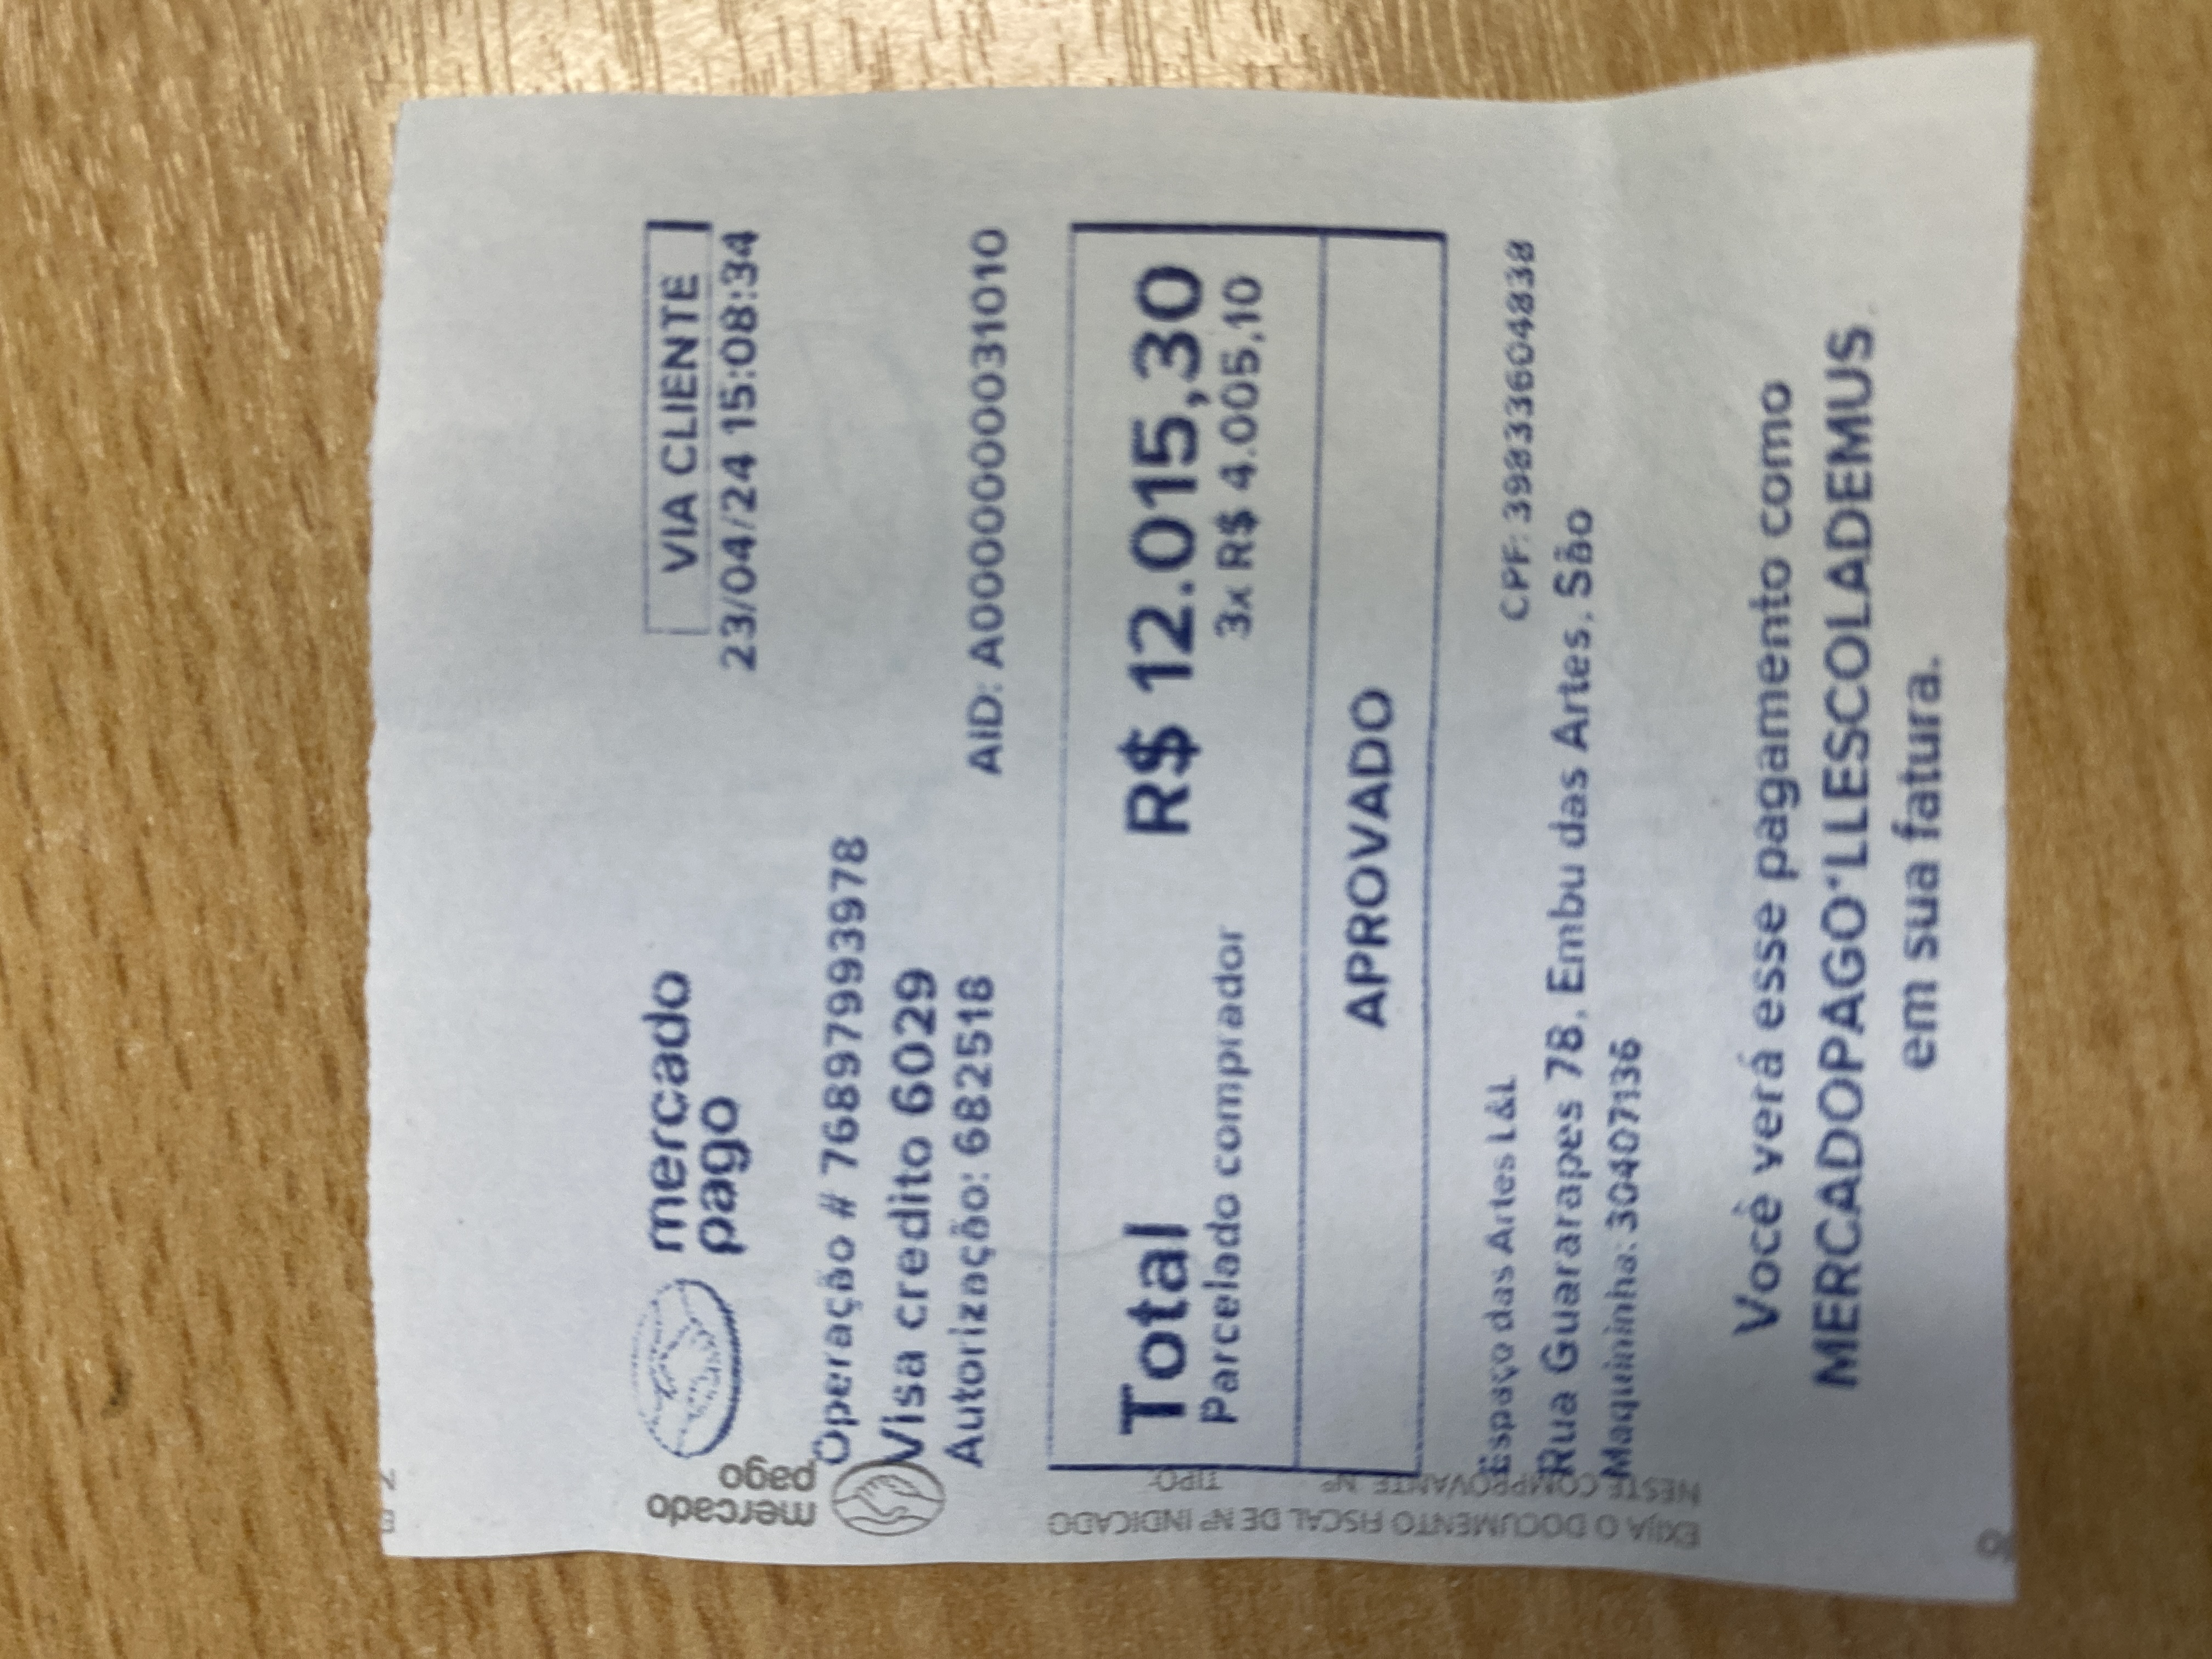 mercado
pago
VIA CLIENTE
23/04/24 15:08:34
Operação # 76897993978
Visa credito 6029
Autorização: 682518
AID: A0000000031010
Total R$ 12.015,30
Parcelado comprador 3x R$ 4.005,10
APROVADO
Espaço das Artes L&L
CPF: 39833604838
Rua Guararapes 78, Embu das Artes, São
Maquininha: 30407136
Você verá esse pagamento como
MERCADOPAGO*LLESCOLADEMUS
em sua fatura.
mercado
pago
EXIJA O DOCUMENTO FISCAL DE Nº INDICADO
NESTE COMPROVANTE Nº TIPO: